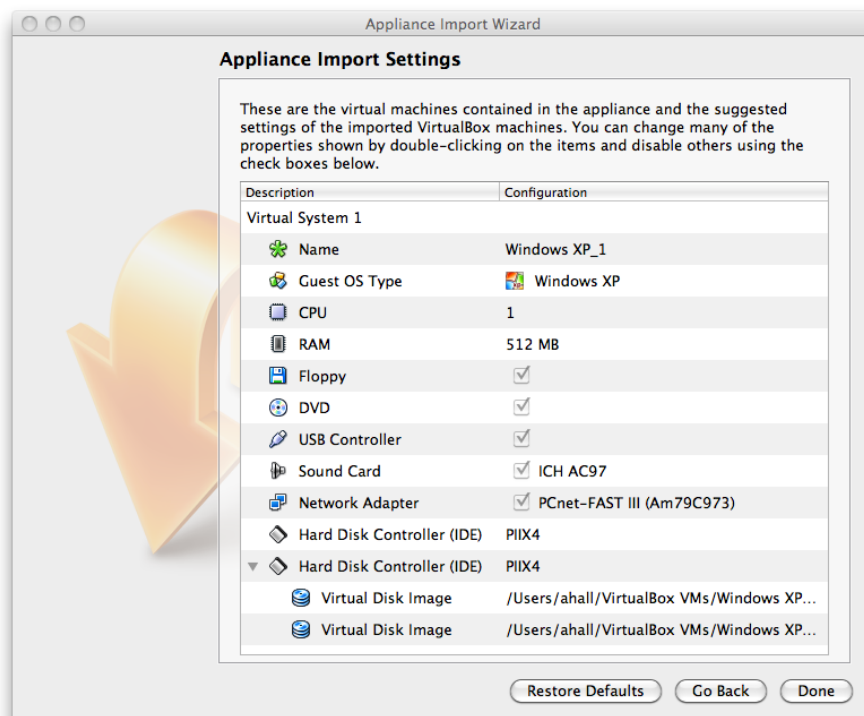 Appliance Import Wizard
Appliance Import Settings
These are the virtual machines contained in the appliance and the suggested
settings of the imported VirtualBox machines. You can change many of the
properties shown by double-clicking on the items and disable others using the
check boxes below.
Description Configuration
Virtual System 1
Name Windows XP_1
Guest OS Type Windows XP
CPU 1
RAM 512 MB
Floppy
DVD
USB Controller
Sound Card ICH AC97
Network Adapter PCnet-FAST III (Am79C973)
Hard Disk Controller (IDE) PIIX4
Hard Disk Controller (IDE) PIIX4
Virtual Disk Image /Users/ahall/VirtualBox VMs/Windows XP...
Virtual Disk Image /Users/ahall/VirtualBox VMs/Windows XP...
Restore Defaults Go Back Done